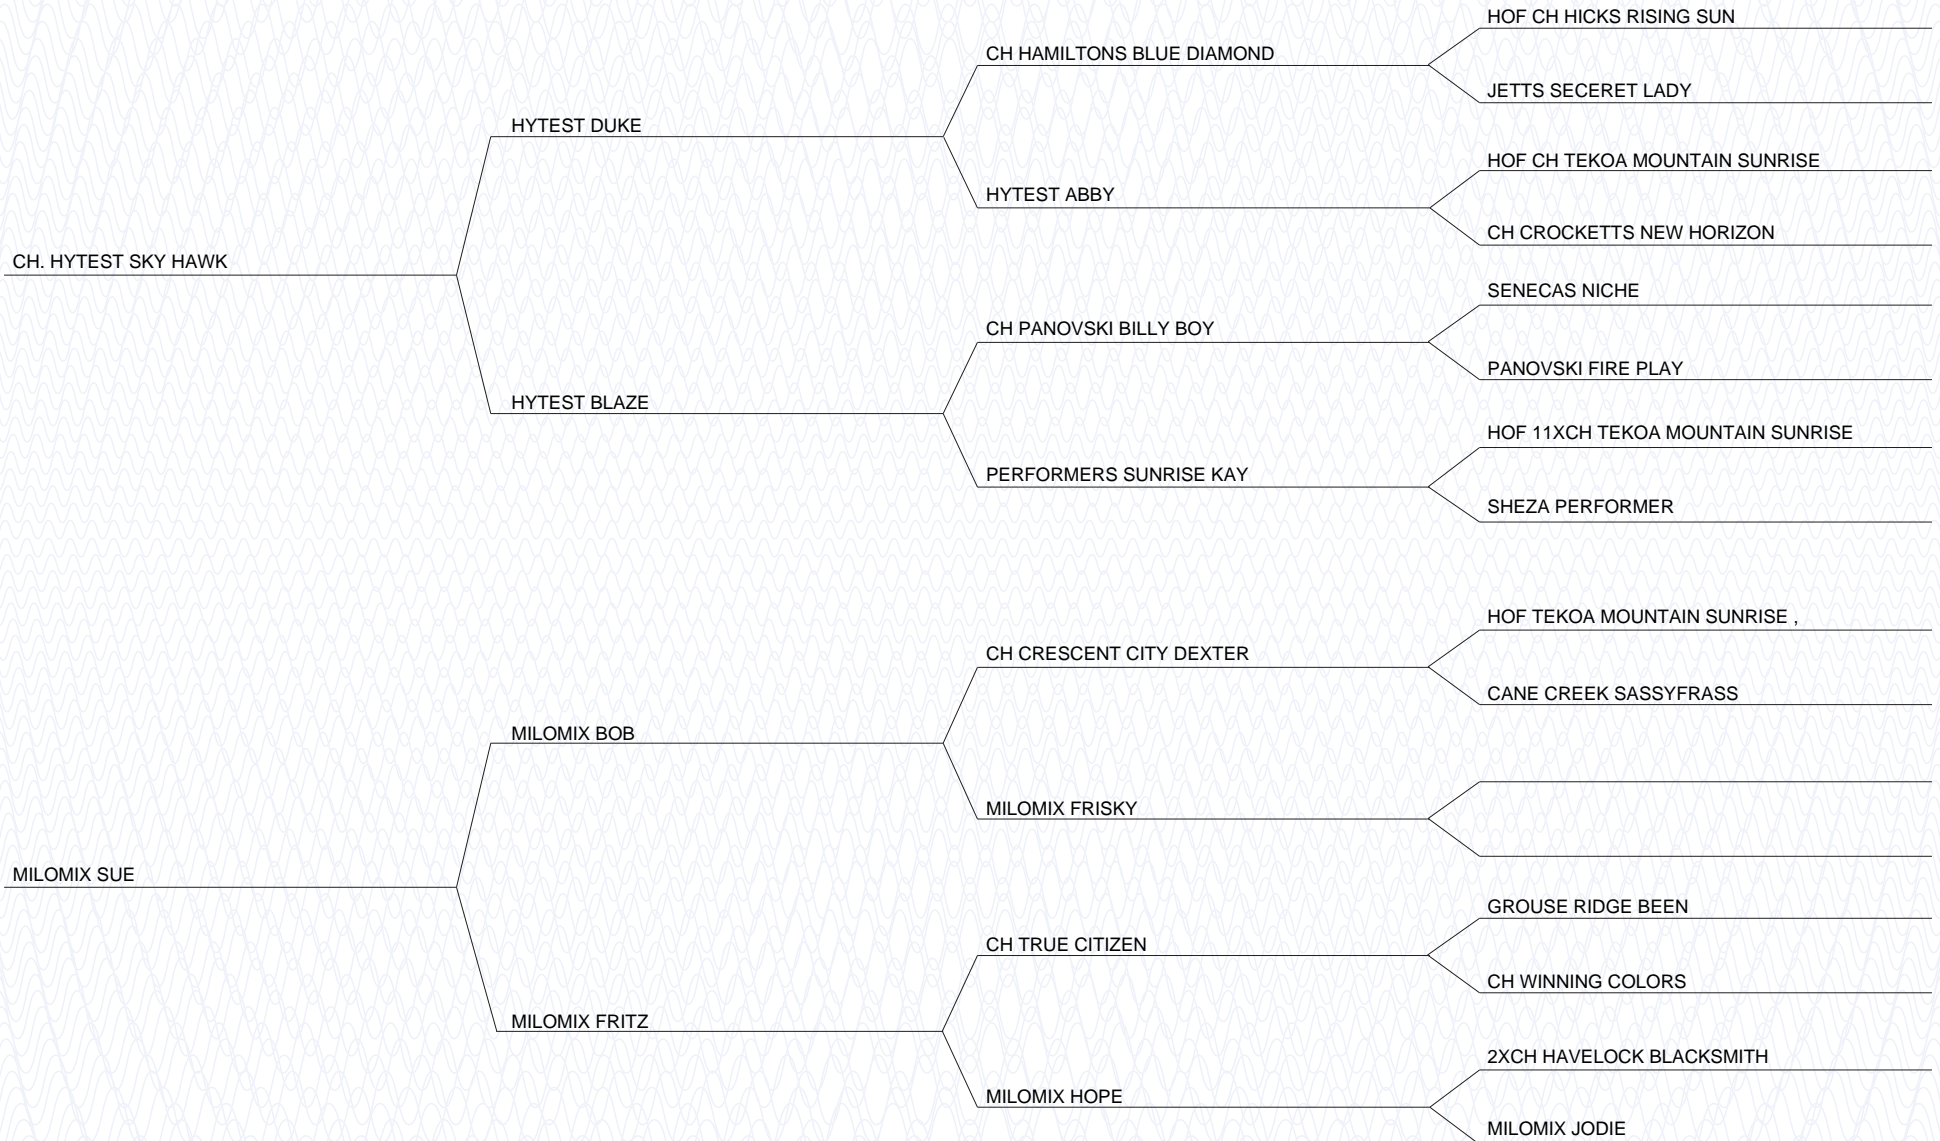 HOF CH HICKS RISING SUN
CH HAMILTONS BLUE DIAMOND
JETTS SECERET LADY
HYTEST DUKE
HOF CH TEKOA MOUNTAIN SUNRISE
HYTEST ABBY
CH CROCKETTS NEW HORIZON
CH. HYTEST SKY HAWK
SENECAS NICHE
CH PANOVSKI BILLY BOY
PANOVSKI FIRE PLAY
HYTEST BLAZE
HOF 11XCH TEKOA MOUNTAIN SUNRISE
PERFORMERS SUNRISE KAY
SHEZA PERFORMER
HOF TEKOA MOUNTAIN SUNRISE ,
CH CRESCENT CITY DEXTER
CANE CREEK SASSYFRASS
MILOMIX BOB
MILOMIX FRISKY
MILOMIX SUE
GROUSE RIDGE BEEN
CH TRUE CITIZEN
CH WINNING COLORS
MILOMIX FRITZ
2XCH HAVELOCK BLACKSMITH
MILOMIX HOPE
MILOMIX JODIE